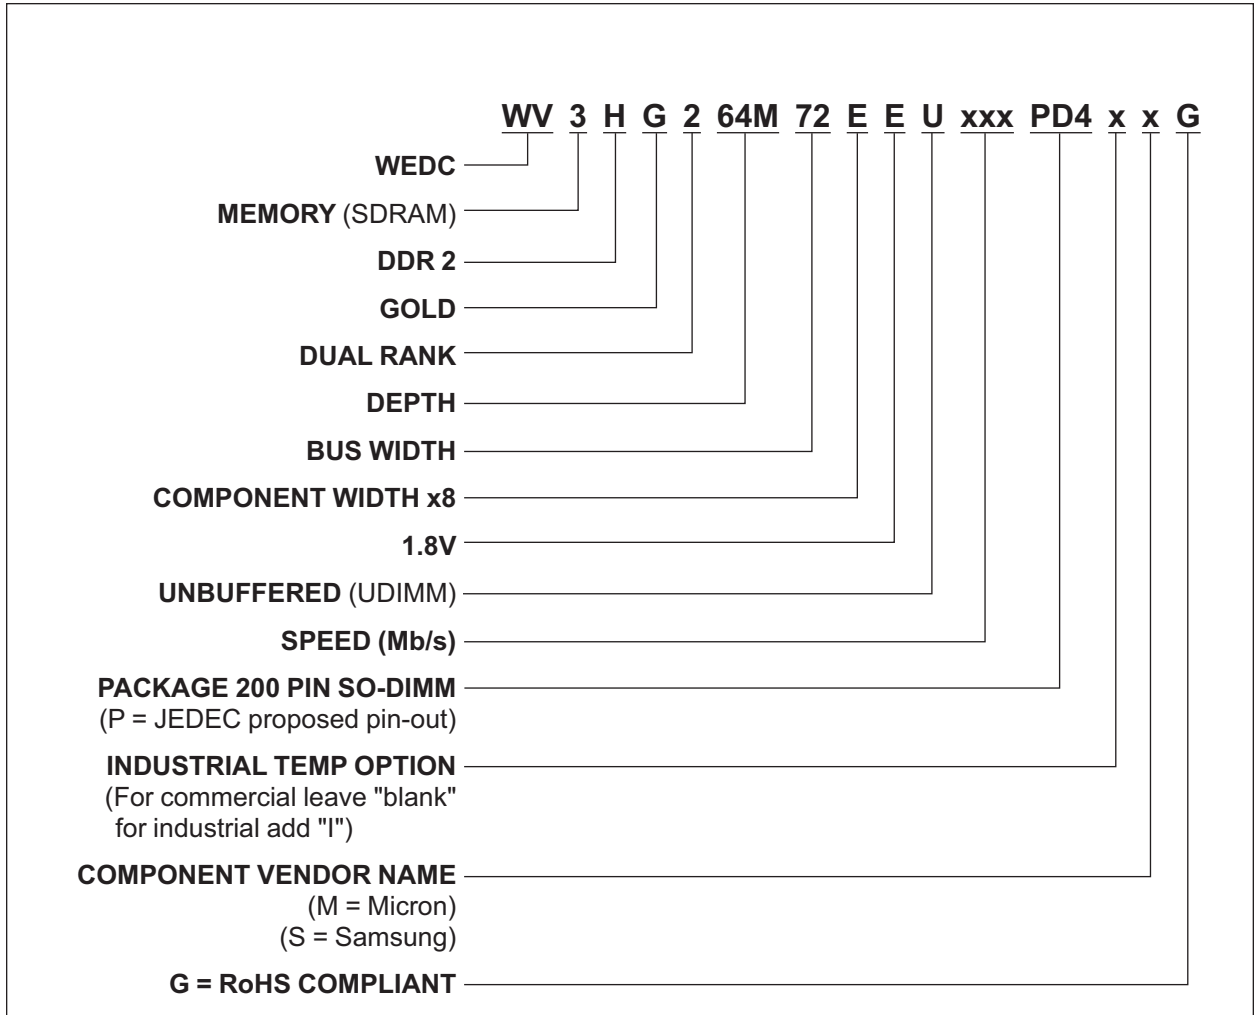 WV 3 H G 2 64M 72 E E U xxx PD4 x x G
WEDC
MEMORY (SDRAM)
DDR 2
GOLD
DUAL RANK
DEPTH
BUS WIDTH
COMPONENT WIDTH x8
1.8V
UNBUFFERED (UDIMM)
SPEED (Mb/s)
PACKAGE 200 PIN SO-DIMM
(P = JEDEC proposed pin-out)
INDUSTRIAL TEMP OPTION
(For commercial leave "blank"
for industrial add "I")
COMPONENT VENDOR NAME
(M = Micron)
(S = Samsung)
G = RoHS COMPLIANT